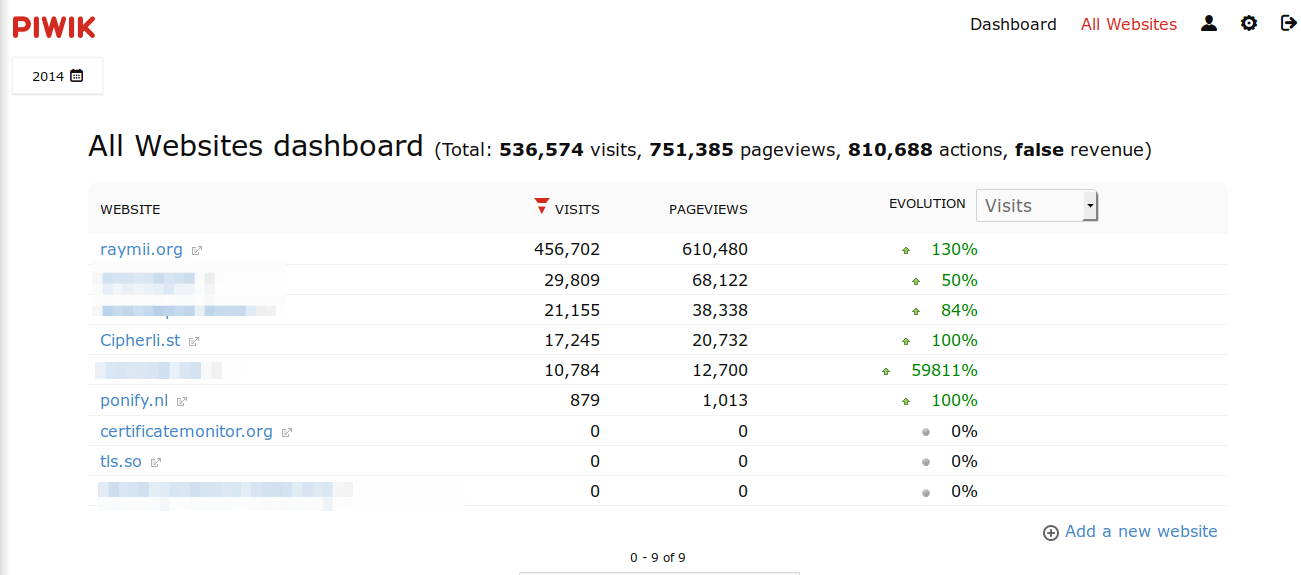 PIWIK
Dashboard All Websites
2014
All Websites dashboard (Total: 536,574 visits, 751,385 pageviews, 810,688 actions, false revenue)
WEBSITE VISITS PAGEVIEWS EVOLUTION Visits
raymii.org 456,702 610,480 130%
29,809 68,122 50%
21,155 38,338 84%
Cipherli.st 17,245 20,732 100%
10,784 12,700 59811%
ponify.nl 879 1,013 100%
certificatemonitor.org 0 0 0%
tls.so 0 0 0%
0 0 0%
Add a new website
0 - 9 of 9